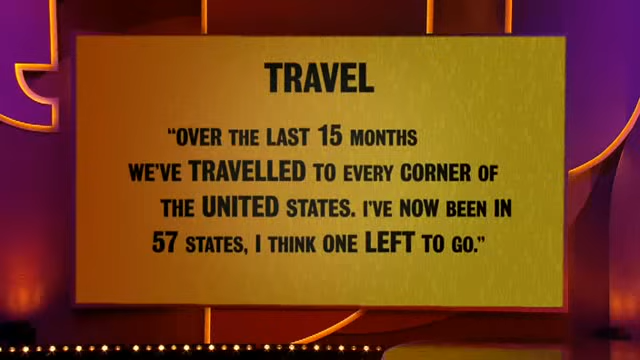 TRAVEL
“OVER THE LAST 15 MONTHS
WE’VE TRAVELLED TO EVERY CORNER OF
THE UNITED STATES. I’VE NOW BEEN IN
57 STATES, I THINK ONE LEFT TO GO.”